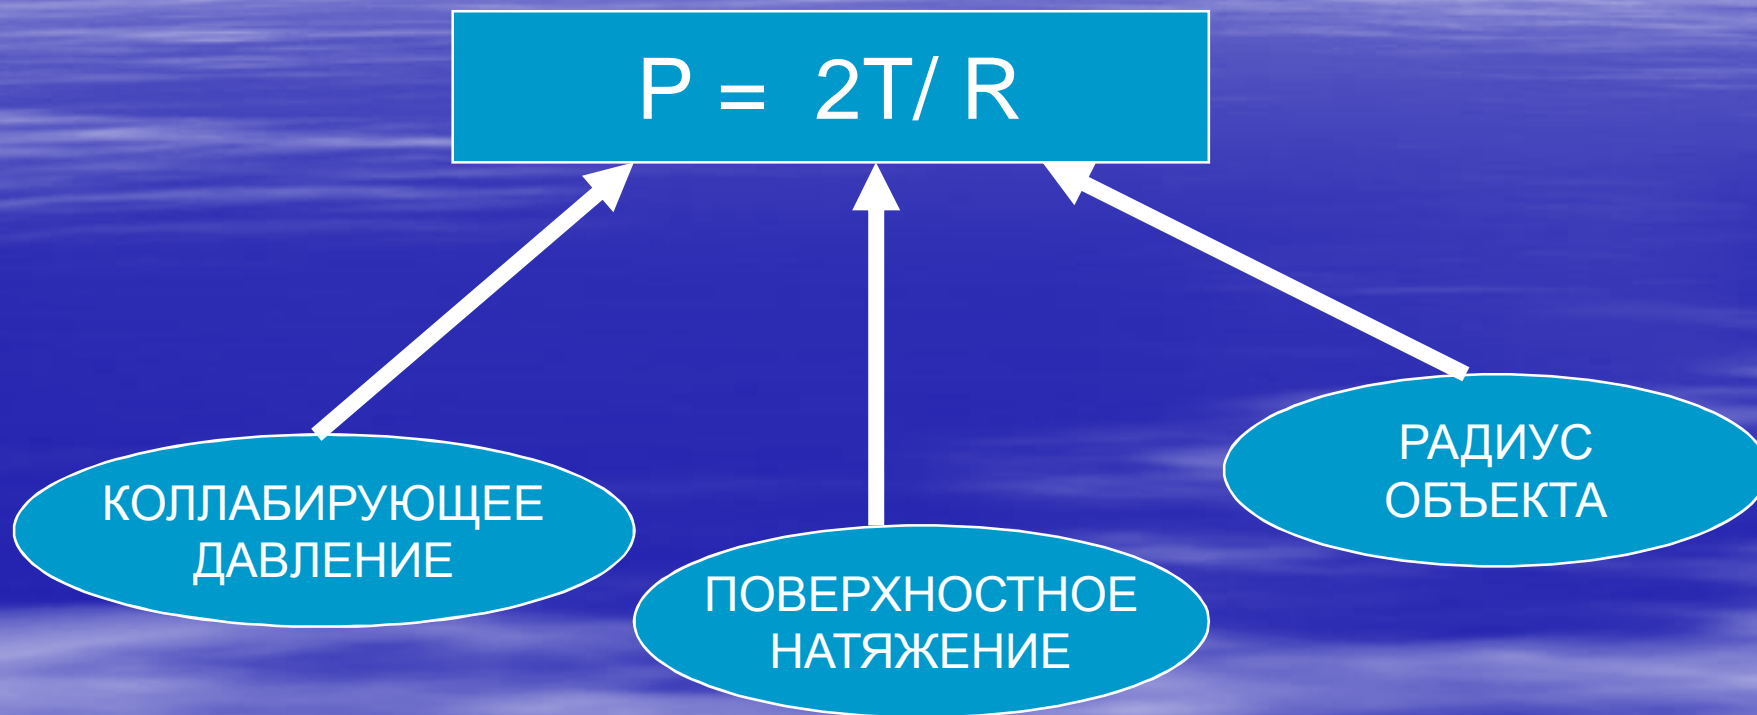 P = 2T/ R
КОЛЛАБИРУЮЩЕЕ
ДАВЛЕНИЕ
ПОВЕРХНОСТНОЕ
НАТЯЖЕНИЕ
РАДИУС
ОБЪЕКТА